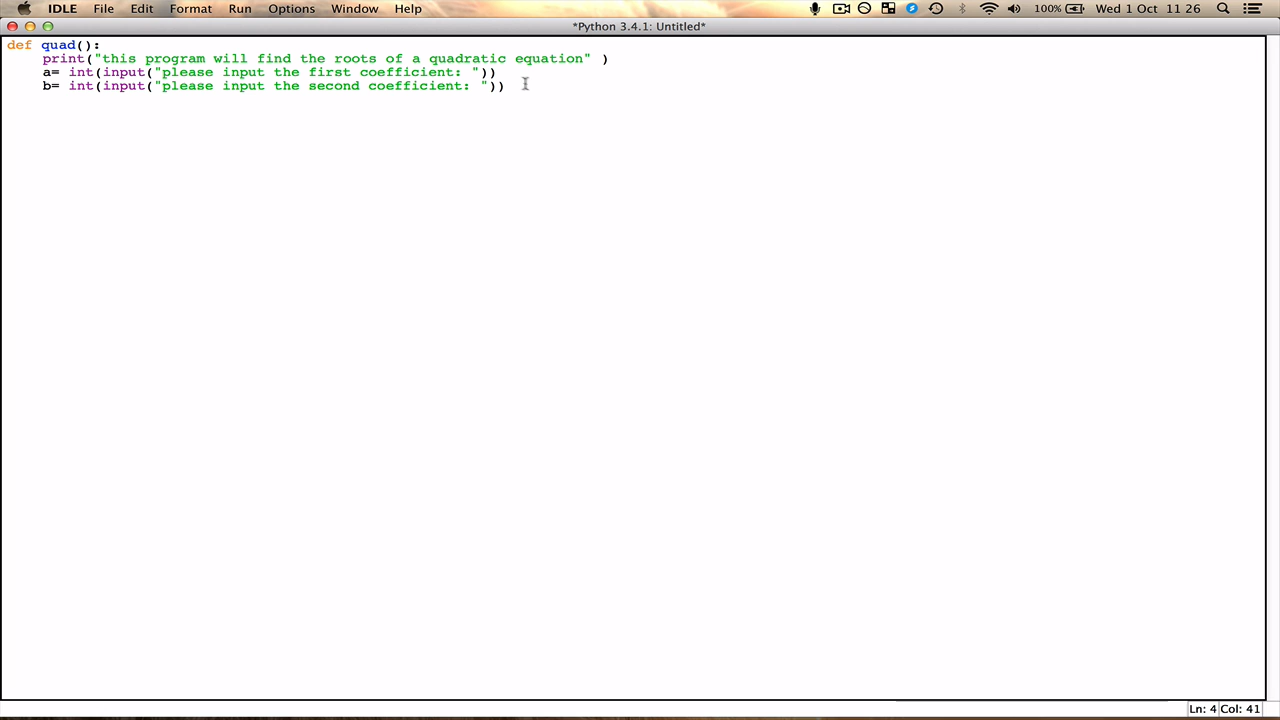 IDLE File Edit Format Run Options Window Help 100% Wed 1 Oct 11 26
*Python 3.4.1: Untitled*
def quad():
print("this program will find the roots of a quadratic equation" )
a= int(input("please input the first coefficient: "))
b= int(input("please input the second coefficient: "))
Ln: 4 Col: 41